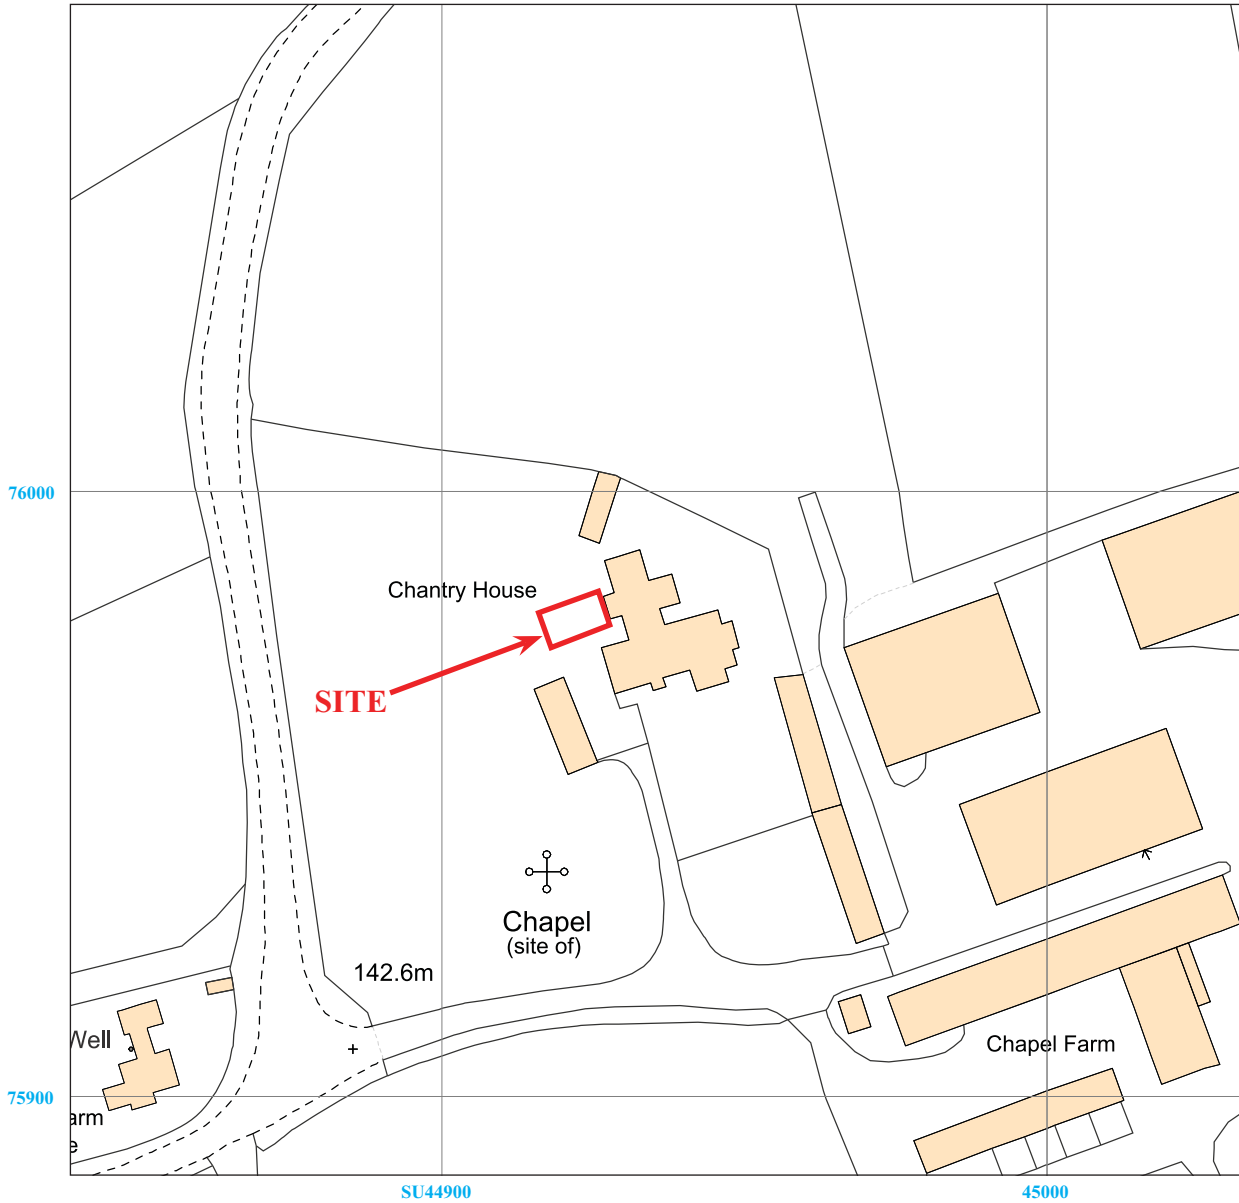 76000
Chantry House
SITE
Chapel
(site of)
142.6m
Well
Chapel Farm
75900
arm
e
SU44900
45000